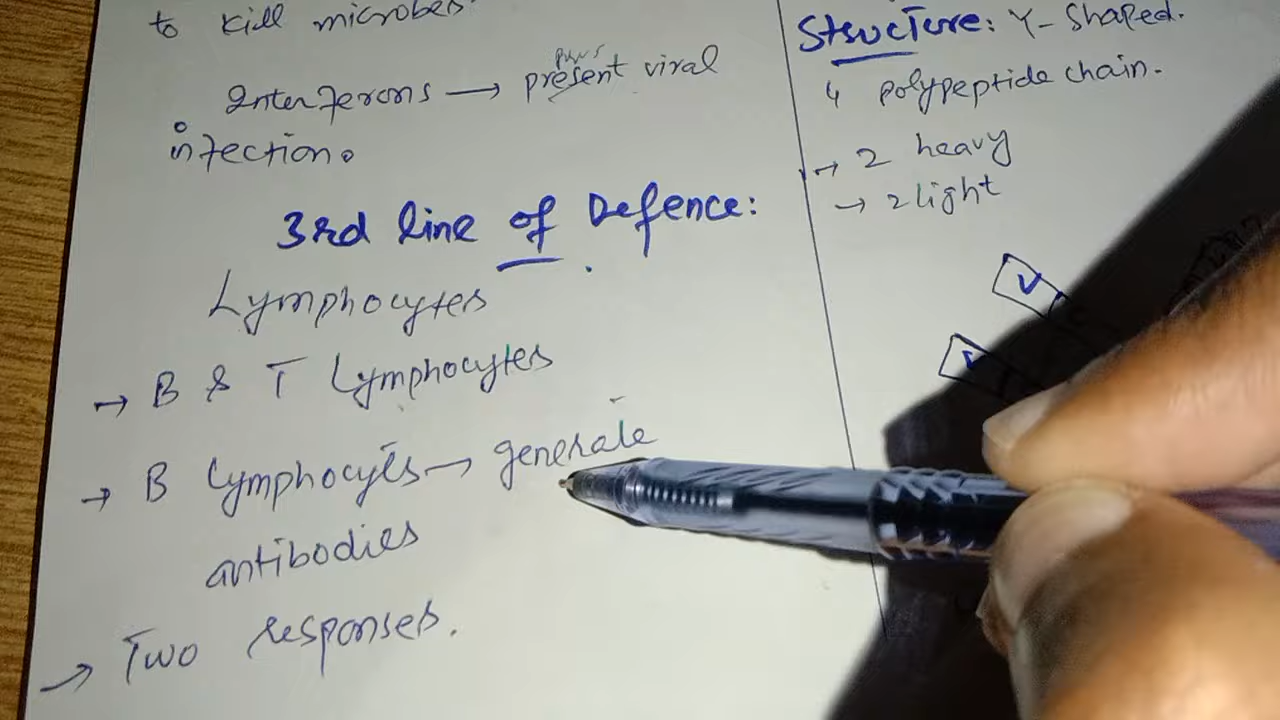 to kill microbes.
Interferons → present viral
infection.
3rd line of Defence:
Lymphocytes
→ B & T Lymphocytes
→ B Lymphocytes → generate
antibodies
→ Two responses.
Structure: Y-shaped.
4 polypeptide chain.
→ 2 heavy
→ 2 light
V
V